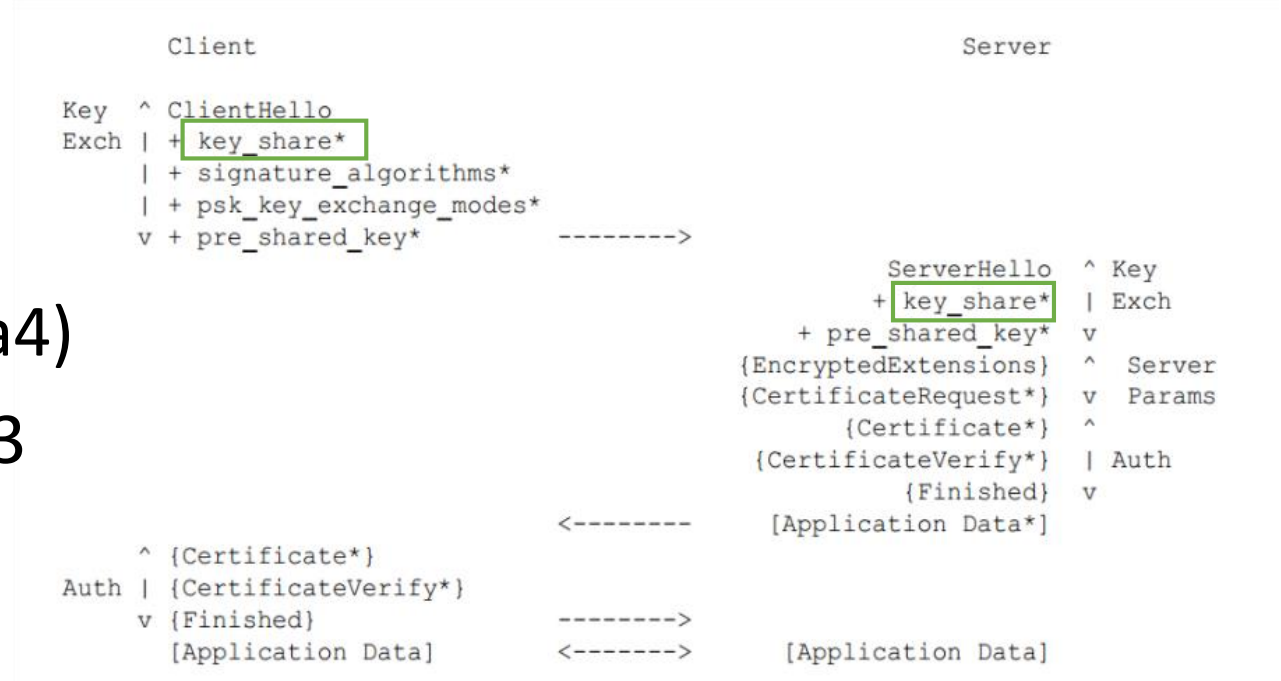 Client Server
Key ^ ClientHello
Exch | + key_share*
| + signature_algorithms*
| + psk_key_exchange_modes*
v + pre_shared_key* -------->
ServerHello ^ Key
+ key_share* | Exch
+ pre_shared_key* v
a4)
{EncryptedExtensions} ^ Server
{CertificateRequest*} v Params
{Certificate*} ^
3
{CertificateVerify*} | Auth
{Finished} v
<-------- [Application Data*]
^ {Certificate*}
Auth | {CertificateVerify*}
v {Finished} -------->
[Application Data] <-------> [Application Data]